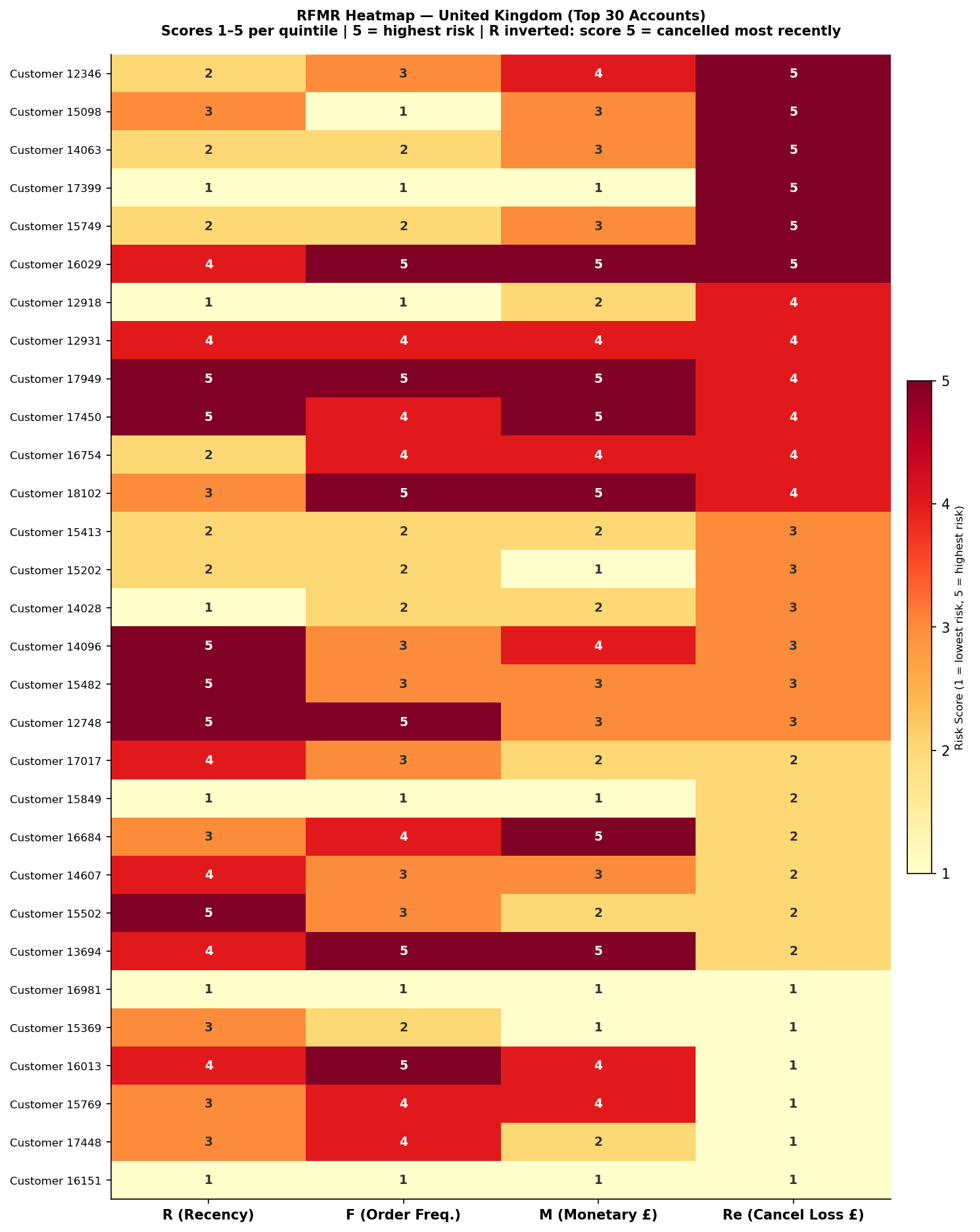 RFMR Heatmap — United Kingdom (Top 30 Accounts)
Scores 1–5 per quintile | 5 = highest risk | R inverted: score 5 = cancelled most recently
Customer 12346 2 3 4 5
Customer 15098 3 1 3 5
Customer 14063 2 2 3 5
Customer 17399 1 1 1 5
Customer 15749 2 2 3 5
Customer 16029 4 5 5 5
Customer 12918 1 1 2 4
Customer 12931 4 4 4 4
Customer 17949 5 5 5 4
Customer 17450 5 4 5 4
Customer 16754 2 4 4 4
Customer 18102 3 5 5 4
Customer 15413 2 2 2 3
Customer 15202 2 2 1 3
Customer 14028 1 2 2 3
Customer 14096 5 3 4 3
Customer 15482 5 3 3 3
Customer 12748 5 5 3 3
Customer 17017 4 3 2 2
Customer 15849 1 1 1 2
Customer 16684 3 4 5 2
Customer 14607 4 3 3 2
Customer 15502 5 3 2 2
Customer 13694 4 5 5 2
Customer 16981 1 1 1 1
Customer 15369 3 2 1 1
Customer 16013 4 5 4 1
Customer 15769 3 4 4 1
Customer 17448 3 4 2 1
Customer 16151 1 1 1 1
R (Recency) F (Order Freq.) M (Monetary £) Re (Cancel Loss £)
5
4
3
2
1
Risk Score (1 = lowest risk, 5 = highest risk)